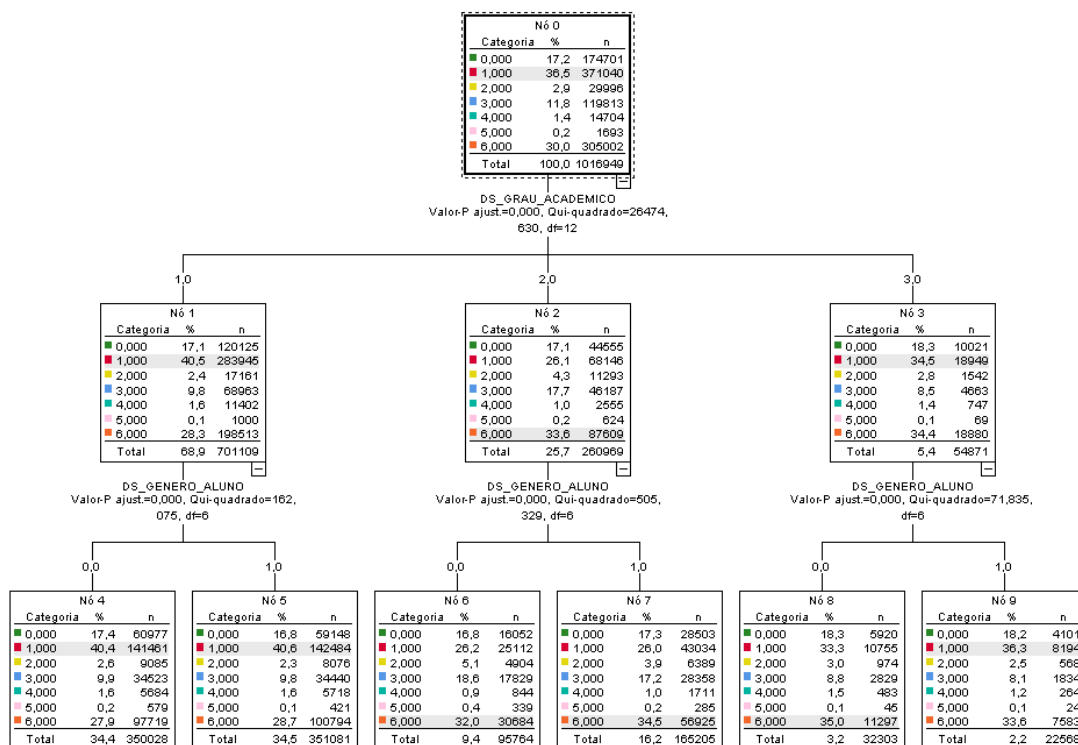 Nó 0
Categoria % n
0,000 17,2 174701
1,000 36,5 371040
2,000 2,9 29996
3,000 11,8 119813
4,000 1,4 14704
5,000 0,2 1693
6,000 30,0 305002
Total 100,0 1016949
DS_GRAU_ACADEMICO
Valor-P ajust.=0,000, Qui-quadrado=26474,
630, df=12
1,0 2,0 3,0
Nó 1
Categoria % n
0,000 17,1 120125
1,000 40,5 283945
2,000 2,4 17161
3,000 9,8 68963
4,000 1,6 11402
5,000 0,1 1000
6,000 28,3 198513
Total 68,9 701109
DS_GENERO_ALUNO
Valor-P ajust.=0,000, Qui-quadrado=162,
075, df=6
Nó 2
Categoria % n
0,000 17,1 44555
1,000 26,1 68146
2,000 4,3 11293
3,000 17,7 46187
4,000 1,0 2555
5,000 0,2 624
6,000 33,6 87609
Total 25,7 260969
DS_GENERO_ALUNO
Valor-P ajust.=0,000, Qui-quadrado=505,
329, df=6
Nó 3
Categoria % n
0,000 18,3 10021
1,000 34,5 18949
2,000 2,8 1542
3,000 8,5 4663
4,000 1,4 747
5,000 0,1 69
6,000 34,4 18880
Total 5,4 54871
DS_GENERO_ALUNO
Valor-P ajust.=0,000, Qui-quadrado=71,835,
df=6
0,0 1,0 0,0 1,0 0,0 1,0
Nó 4
Categoria % n
0,000 17,4 60977
1,000 40,4 141461
2,000 2,6 9085
3,000 9,9 34523
4,000 1,6 5684
5,000 0,2 579
6,000 27,9 97719
Total 34,4 350028
Nó 5
Categoria % n
0,000 16,8 59148
1,000 40,6 142484
2,000 2,3 8076
3,000 9,8 34440
4,000 1,6 5718
5,000 0,1 421
6,000 28,7 100794
Total 34,5 351081
Nó 6
Categoria % n
0,000 16,8 16052
1,000 26,2 25112
2,000 5,1 4904
3,000 18,6 17829
4,000 0,9 844
5,000 0,4 339
6,000 32,0 30684
Total 9,4 95764
Nó 7
Categoria % n
0,000 17,3 28503
1,000 26,0 43034
2,000 3,9 6389
3,000 17,2 28358
4,000 1,0 1711
5,000 0,2 285
6,000 34,5 56925
Total 16,2 165205
Nó 8
Categoria % n
0,000 18,3 5920
1,000 33,3 10755
2,000 3,0 974
3,000 8,8 2829
4,000 1,5 483
5,000 0,1 45
6,000 35,0 11297
Total 3,2 32303
Nó 9
Categoria % n
0,000 18,2 4101
1,000 36,3 8194
2,000 2,5 568
3,000 8,1 1834
4,000 1,2 264
5,000 0,1 24
6,000 33,6 7583
Total 2,2 22568